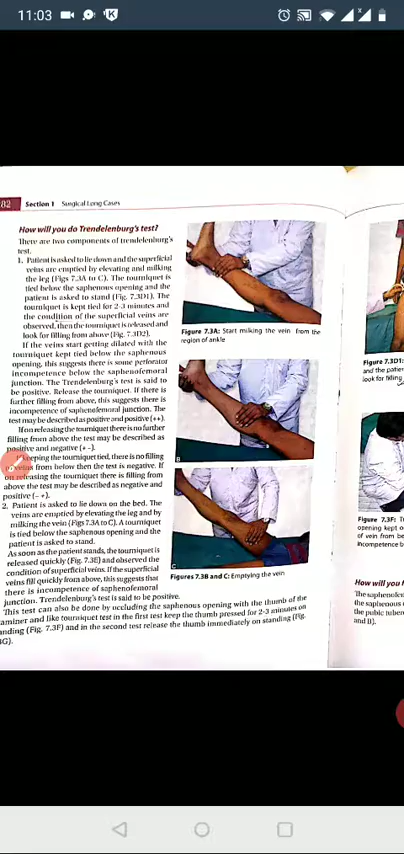 11:03
82 Section 1 Surgical Long Cases
How will you do Trendelenburg's test?
There are two components of trendelenburg's
test.
1. Patient is asked to lie down and the superficial
veins are emptied by elevating and milking
the leg (Figs 7.3A to C). The tourniquet is
tied below the saphenous opening and the
patient is asked to stand (Fig. 7.3D1). The
tourniquet is kept tied for 2-3 minutes and
the condition of the superficial veins are
observed, then the tourniquet is released and
look for filling from above (Fig. 7.3D2).
If the veins start getting dilated with the
tourniquet kept tied below the saphenous
opening, this suggests there is some perforator
incompetence below the saphenofemoral
junction. The Trendelenburg's test is said to
be positive. Release the tourniquet. If there is
further filling from above, this suggests there is
incompetence of saphenofemoral junction. The
test may be described as positive and positive (++).
If on releasing the tourniquet there is no further
filling from above the test may be described as
and negative (+ –).
keeping the tourniquet tied, there is no filling
veins from below then the test is negative. If
on releasing the tourniquet there is filling from
above the test may be described as negative and
positive (– +).
2. Patient is asked to lie down on the bed. The
veins are emptied by elevating the leg and by
milking the vein (Figs 7.3A to C). A tourniquet
is tied below the saphenous opening and the
patient is asked to stand.
As soon as the patient stands, the tourniquet is
released quickly (Fig. 7.3E) and observed the
condition of superficial veins. If the superficial
veins fill quickly from above, this suggests that
there is incompetence of saphenofemoral
junction. Trendelenburg's test is said to be positive.
This test can also be done by occluding the saphenous opening with the thumb of the
aminer and like tourniquet test in the first test keep the thumb pressed for 2-3 minutes on
nding (Fig. 7.3F) and in the second test release the thumb immediately on standing (Fig.
G).
Figure 7.3A: Start milking the vein from the
region of ankle
B
C
Figures 7.3B and C: Emptying the vein
Figure 7.3D1:
and the patie
look for filling
Figure 7.3F:
opening kept
of vein from be
incompetence b
How will you
The saphenofe
the saphenous
the pubic tuber
and B).